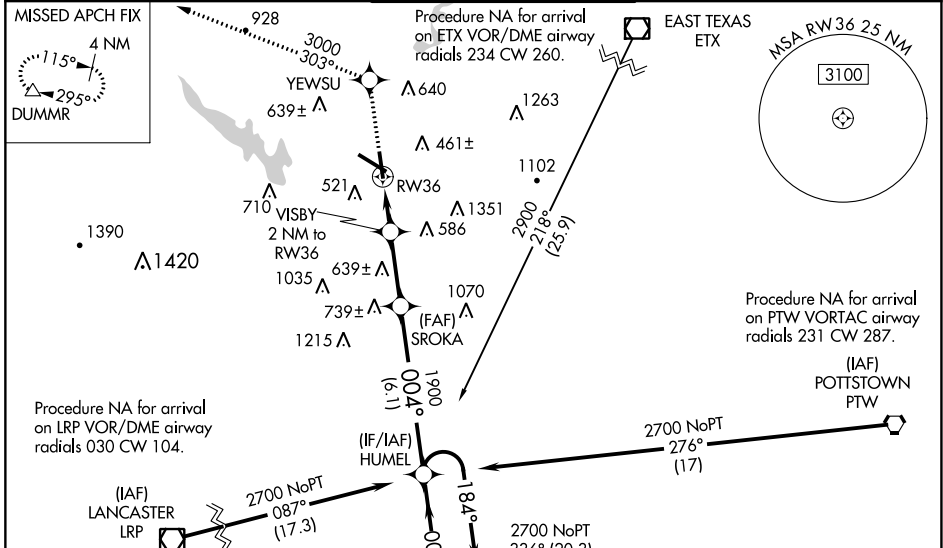 MISSED APCH FIX
4 NM
115°
295°
DUMMR
928
3000
303°
YEWSU
639±
640
Procedure NA for arrival
on ETX VOR/DME airway
radials 234 CW 260.
EAST TEXAS
ETX
MSA RW36 25 NM
3100
1263
461±
1102
RW36
521
710
VISBY
2 NM to
RW36
1351
586
2900
218°
(25.9)
1390
1420
1035
639±
739±
1070
(FAF)
SROKA
1215
Procedure NA for arrival
on PTW VORTAC airway
radials 231 CW 287.
(IAF)
POTTSTOWN
PTW
1900
004°
(6.1)
Procedure NA for arrival
on LRP VOR/DME airway
radials 030 CW 104.
(IF/IAF)
HUMEL
2700 NoPT
276°
(17)
(IAF)
LANCASTER
LRP
2700 NoPT
087°
(17.3)
184°
2700 NoPT